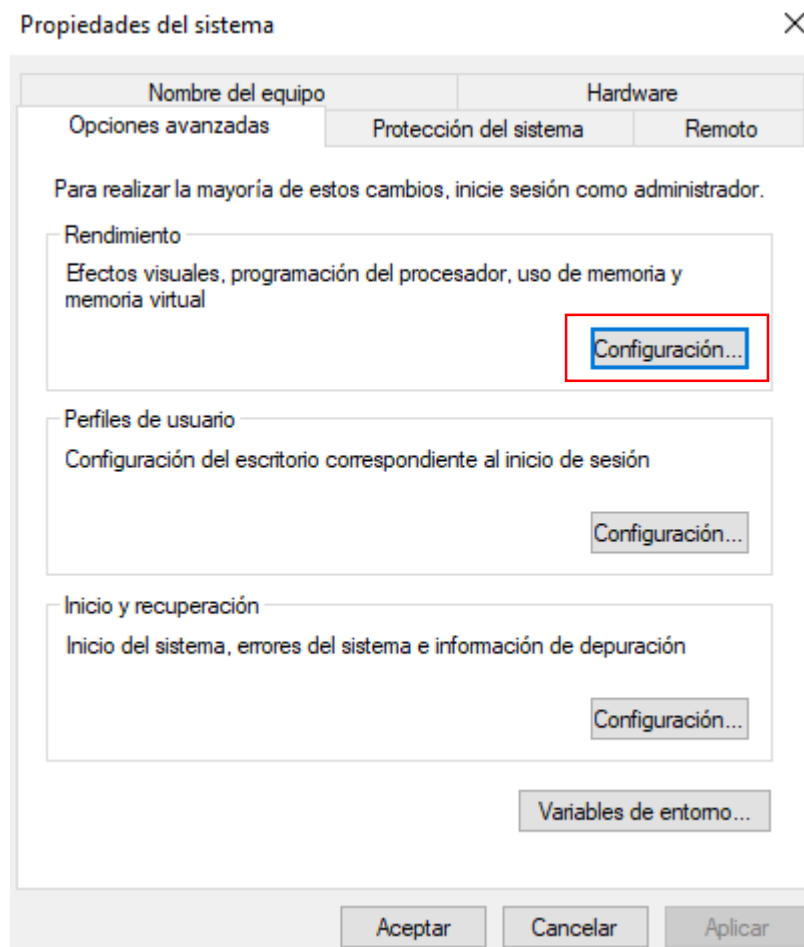 Propiedades del sistema
Nombre del equipo
Hardware
Opciones avanzadas
Protección del sistema
Remoto
Para realizar la mayoría de estos cambios, inicie sesión como administrador.
Rendimiento
Efectos visuales, programación del procesador, uso de memoria y
memoria virtual
Configuración...
Perfiles de usuario
Configuración del escritorio correspondiente al inicio de sesión
Configuración...
Inicio y recuperación
Inicio del sistema, errores del sistema e información de depuración
Configuración...
Variables de entorno...
Aceptar
Cancelar
Aplicar